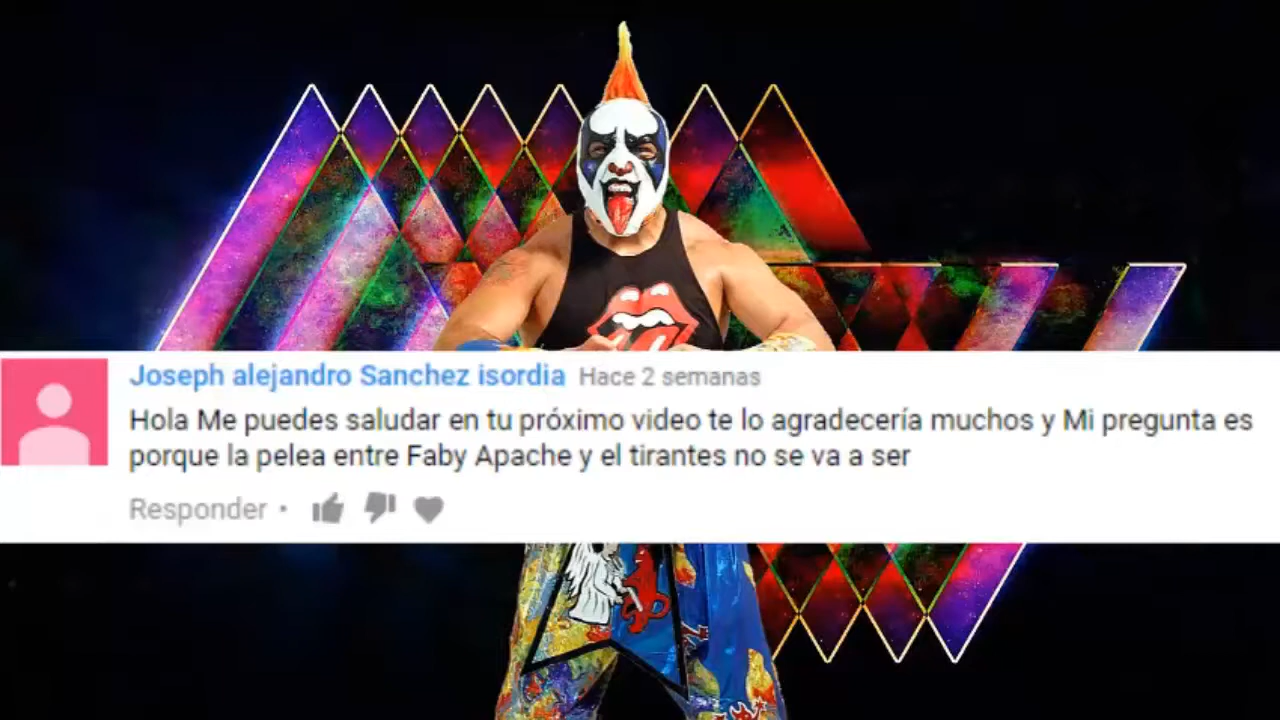 Joseph alejandro Sanchez isordia Hace 2 semanas
Hola Me puedes saludar en tu próximo video te lo agradecería muchos y Mi pregunta es
porque la pelea entre Faby Apache y el tirantes no se va a ser
Responder •